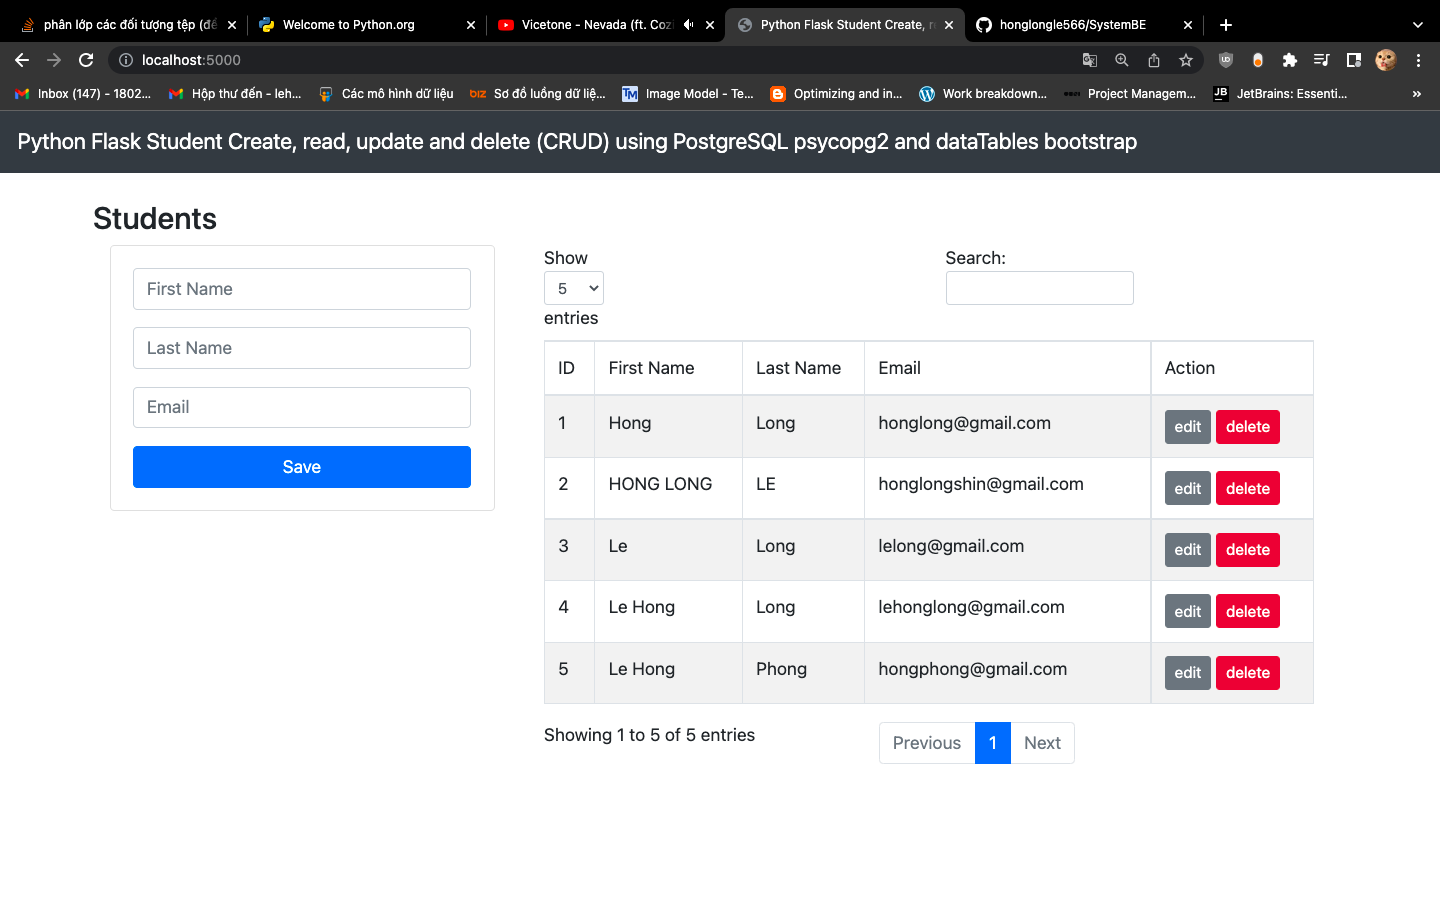 phân lớp các đối tượng tệp (để
Welcome to Python.org
Vicetone - Nevada (ft. Coz
Python Flask Student Create, r
honglongle566/SystemBE
localhost:5000
Inbox (147) - 1802...
Hộp thư đến - leh...
Các mô hình dữ liệu
Sơ đồ luồng dữ liệ...
Image Model - Te...
Optimizing and in...
Work breakdown...
Project Managem...
JetBrains: Essenti...
Python Flask Student Create, read, update and delete (CRUD) using PostgreSQL psycopg2 and dataTables bootstrap
Students
First Name
Last Name
Email
Save
Show
5
entries
Search:
ID First Name Last Name Email Action
1 Hong Long honglong@gmail.com edit delete
2 HONG LONG LE honglongshin@gmail.com edit delete
3 Le Long lelong@gmail.com edit delete
4 Le Hong Long lehonglong@gmail.com edit delete
5 Le Hong Phong hongphong@gmail.com edit delete
Showing 1 to 5 of 5 entries
Previous 1 Next